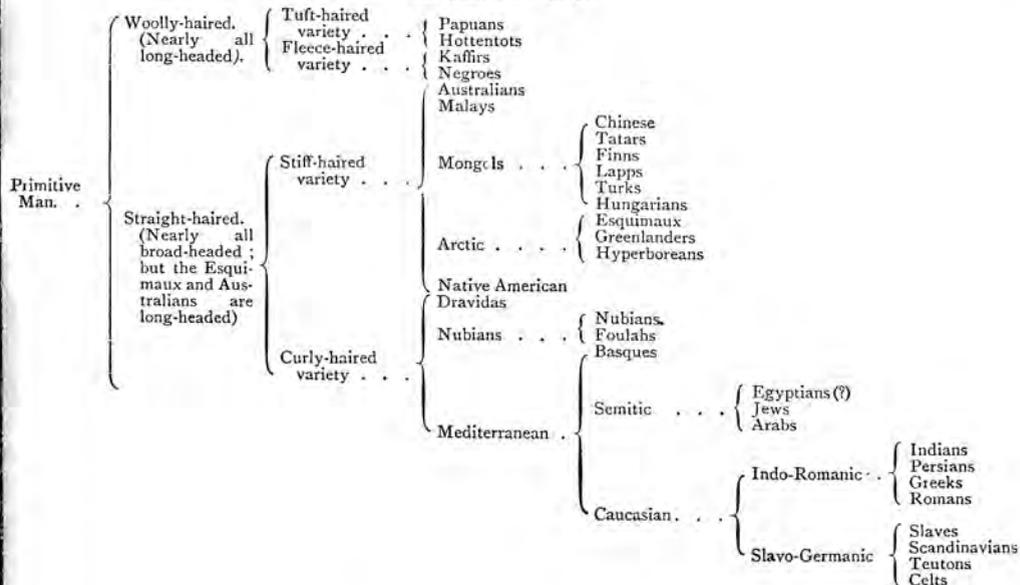 Primitive
Man. .
Woolly-haired.
(Nearly all
long-headed).
Straight-haired.
(Nearly all
broad-headed ;
but the Esqui-
maux and Aus-
tralians are
long-headed)
Tuft-haired
variety . . .
Fleece-haired
variety . . .
Stiff-haired
variety . . .
Curly-haired
variety . . .
Papuans
Hottentots
Kaffirs
Negroes
Australians
Malays
Mongols . . .
Arctic . . . .
Native American
Dravidas
Nubians . . .
Mediterranean .
Chinese
Tatars
Finns
Lapps
Turks
Hungarians
Esquimaux
Greenlanders
Hyperboreans
Nubians.
Foulahs
Basques
Semitic . . .
Caucasian . . .
Egyptians (?)
Jews
Arabs
Indo-Romanic . .
Slavo-Germanic
Indians
Persians
Greeks
Romans
Slaves
Scandinavians
Teutons
Celts